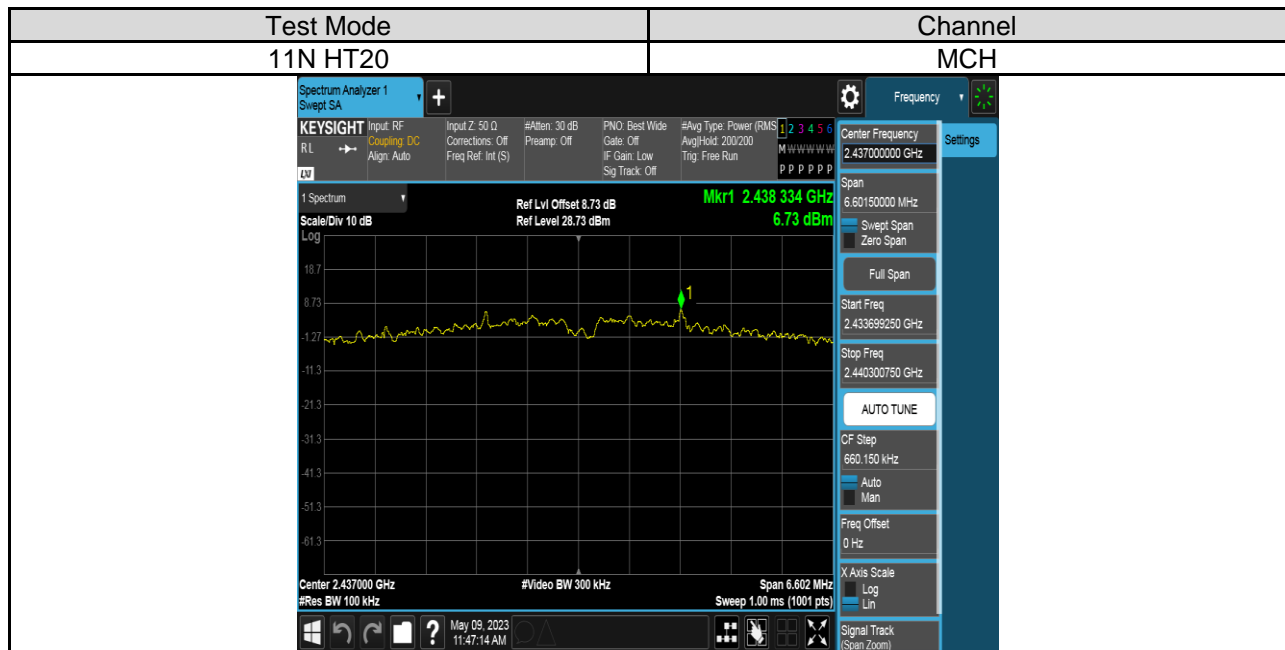 Test Mode Channel
11N HT20 MCH
Spectrum Analyzer 1
Swept SA
+
Frequency
KEYSIGHT
RL
LXI
Input: RF
Coupling: DC
Align: Auto
Input Z: 50 Ω
Corrections: Off
Freq Ref: Int (S)
#Atten: 30 dB
Preamp: Off
PNO: Best Wide
Gate: Off
IF Gain: Low
Sig Track: Off
#Avg Type: Power (RMS
Avg|Hold: 200/200
Trig: Free Run
1 2 3 4 5 6
M W W W W W
P P P P P P
Center Frequency
2.437000000 GHz
Settings
1 Spectrum
Scale/Div 10 dB
Ref Lvl Offset 8.73 dB
Ref Level 28.73 dBm
Mkr1 2.438 334 GHz
6.73 dBm
Log
18.7
8.73
-1.27
-11.3
-21.3
-31.3
-41.3
-51.3
-61.3
1
Center 2.437000 GHz
#Res BW 100 kHz
#Video BW 300 kHz
Span 6.602 MHz
Sweep 1.00 ms (1001 pts)
Span
6.60150000 MHz
Swept Span
Zero Span
Full Span
Start Freq
2.433699250 GHz
Stop Freq
2.440300750 GHz
AUTO TUNE
CF Step
660.150 kHz
Auto
Man
Freq Offset
0 Hz
X Axis Scale
Log
Lin
Signal Track
(Span Zoom)
?
May 09, 2023
11:47:14 AM